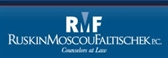 RMF
RUSKINMOSCOUFALTISCHEK P.C.
Counselors at Law